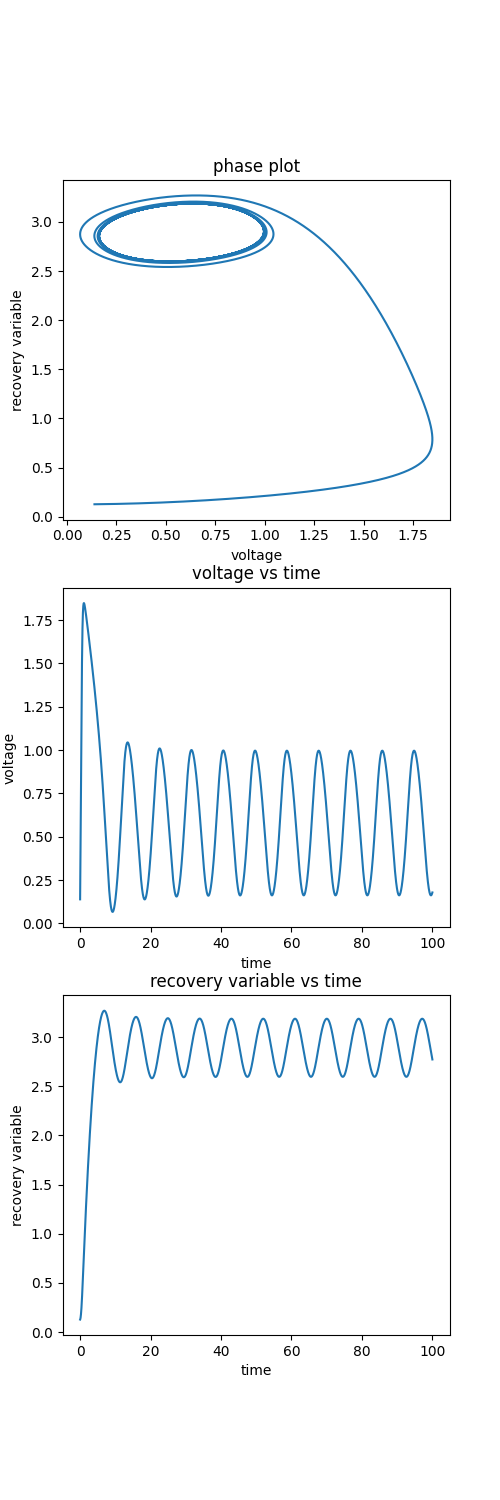 phase plot
3.0
2.5
2.0
1.5
1.0
0.5
0.0
recovery variable
0.00 0.25 0.50 0.75 1.00 1.25 1.50 1.75
voltage
voltage vs time
1.75
1.50
1.25
1.00
0.75
0.50
0.25
0.00
voltage
0 20 40 60 80 100
time
recovery variable vs time
3.0
2.5
2.0
1.5
1.0
0.5
0.0
recovery variable
0 20 40 60 80 100
time